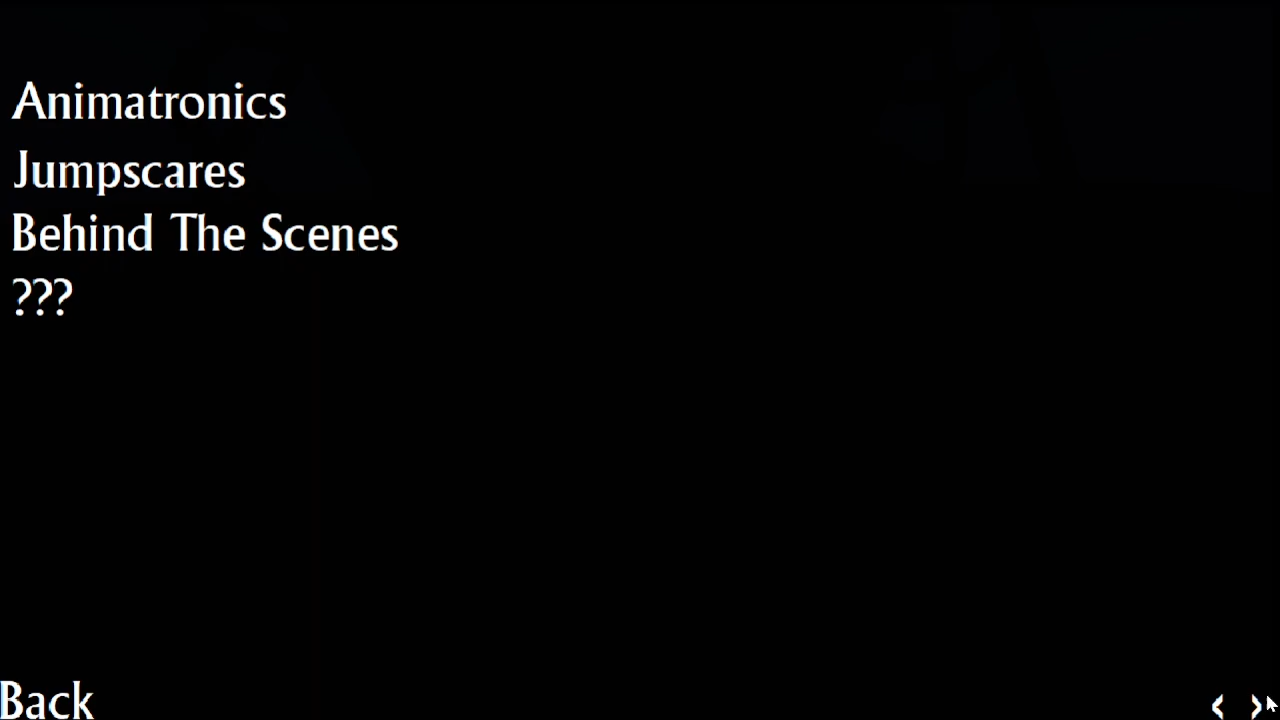 Animatronics
Jumpscares
Behind The Scenes
???
Back
< >